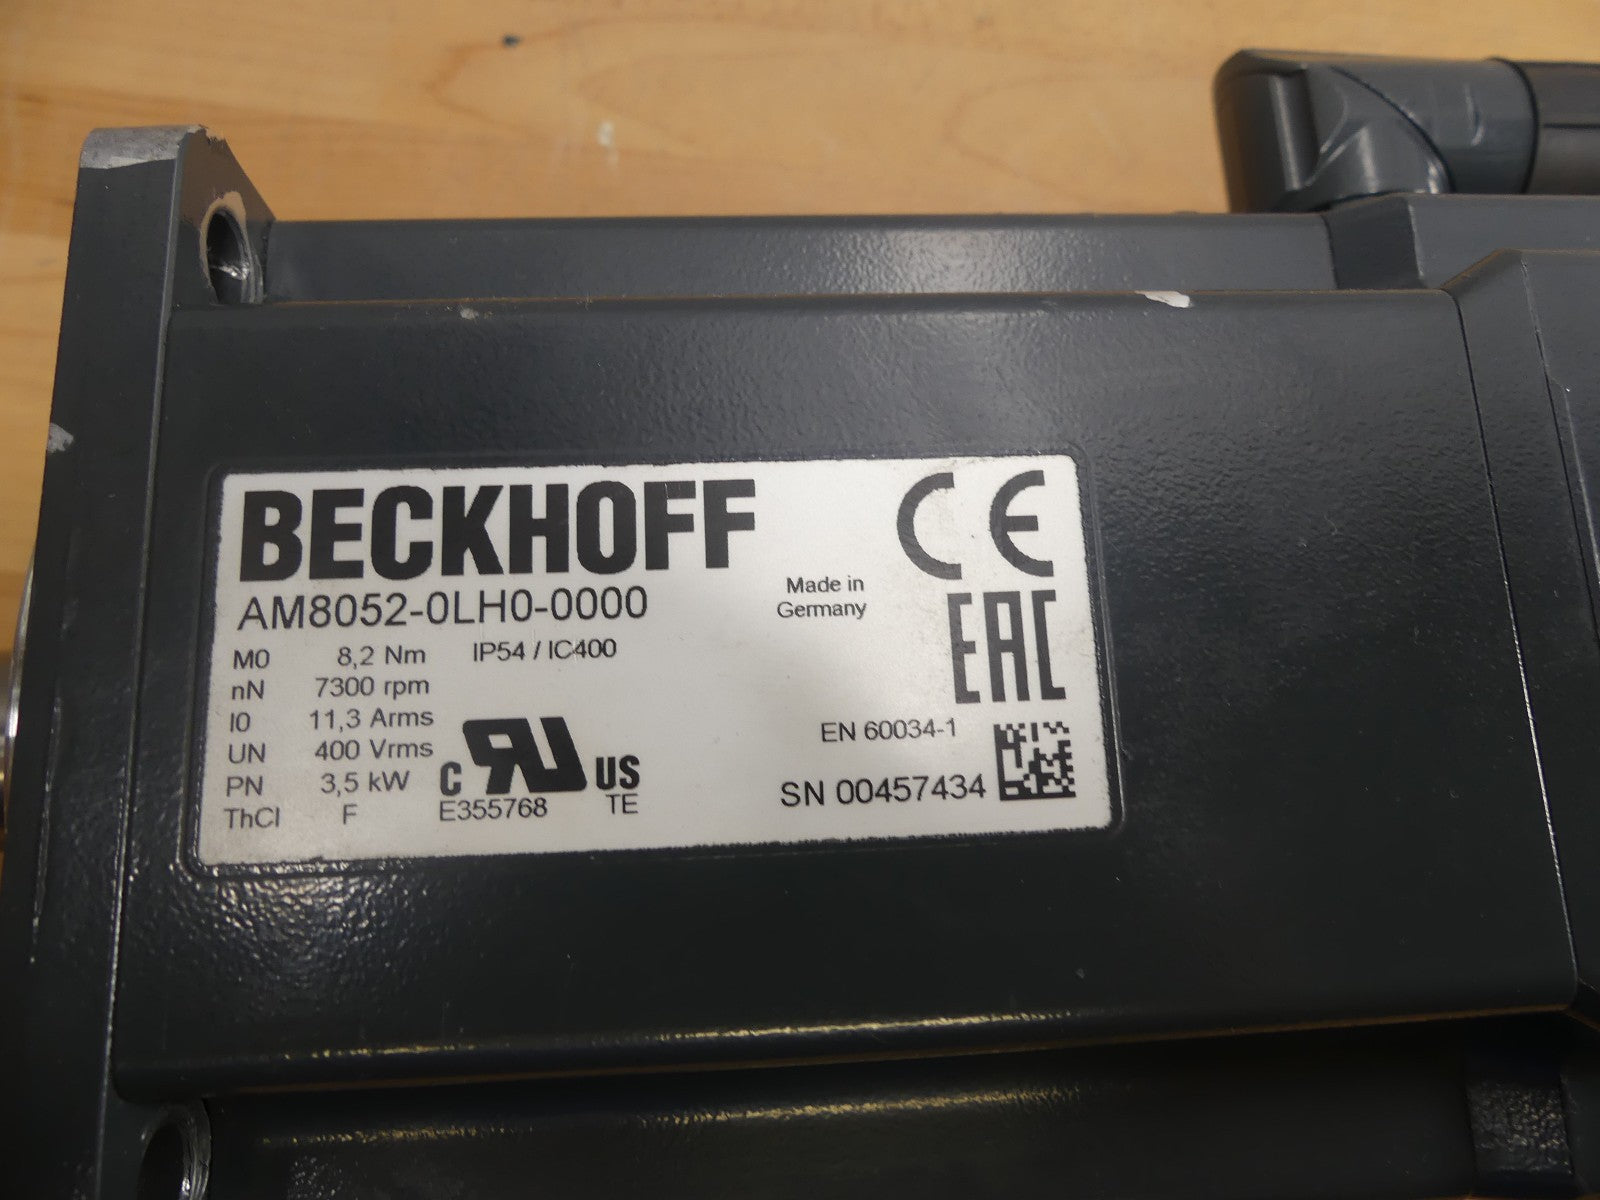 BECKHOFF
CE
AM8052-0LH0-0000
Made in
Germany
EAC
M0 8,2 Nm IP54 / IC400
nN 7300 rpm
I0 11,3 Arms
UN 400 Vrms
PN 3,5 kW
ThCl F
C RU US
E355768 TE
EN 60034-1
SN 00457434